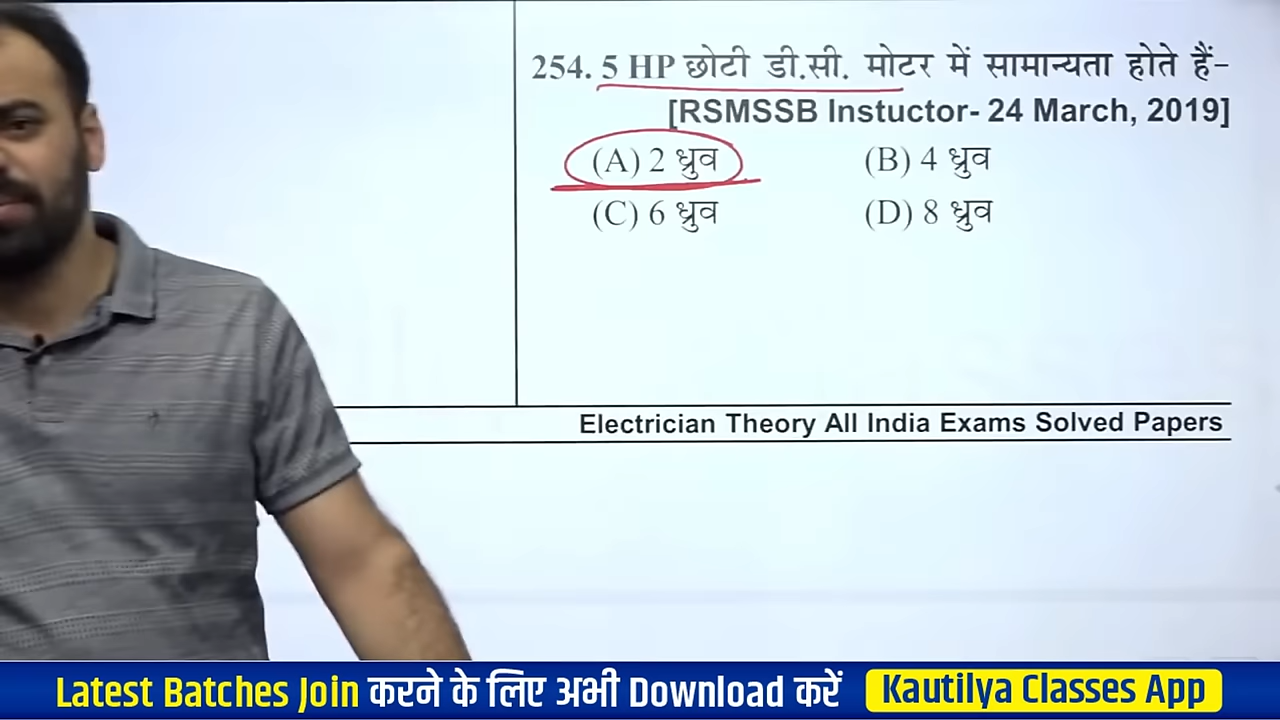 254. 5 HP छोटी डी.सी. मोटर में सामान्यता होते हैं-
[RSMSSB Instuctor- 24 March, 2019]
(A) 2 ध्रुव (B) 4 ध्रुव
(C) 6 ध्रुव (D) 8 ध्रुव
Electrician Theory All India Exams Solved Papers
Latest Batches Join करने के लिए अभी Download करें Kautilya Classes App